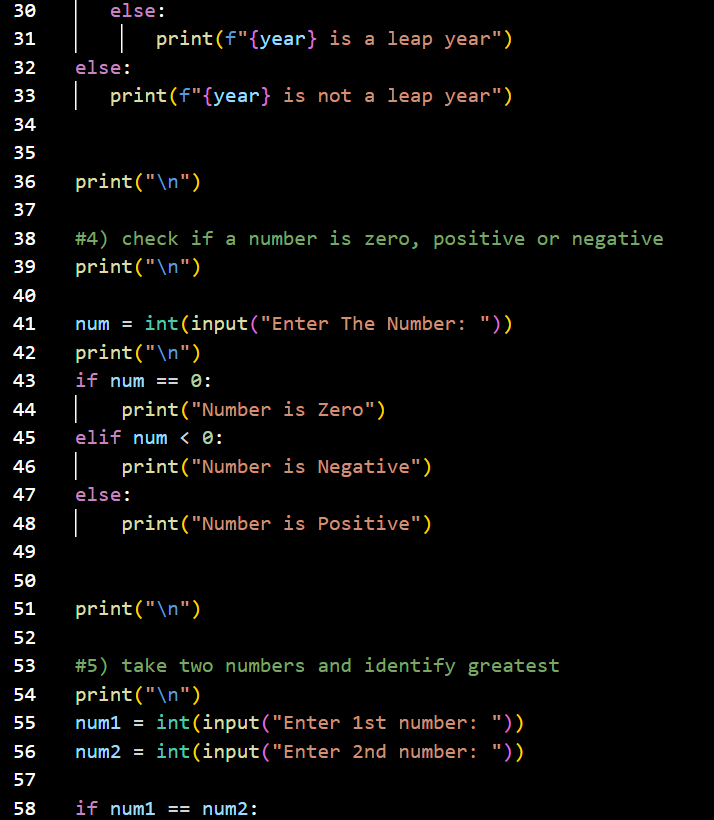 30 else:
31 print(f"{year} is a leap year")
32 else:
33 print(f"{year} is not a leap year")
34
35
36 print("\n")
37
38 #4) check if a number is zero, positive or negative
39 print("\n")
40
41 num = int(input("Enter The Number: "))
42 print("\n")
43 if num == 0:
44 print("Number is Zero")
45 elif num < 0:
46 print("Number is Negative")
47 else:
48 print("Number is Positive")
49
50
51 print("\n")
52
53 #5) take two numbers and identify greatest
54 print("\n")
55 num1 = int(input("Enter 1st number: "))
56 num2 = int(input("Enter 2nd number: "))
57
58 if num1 == num2: